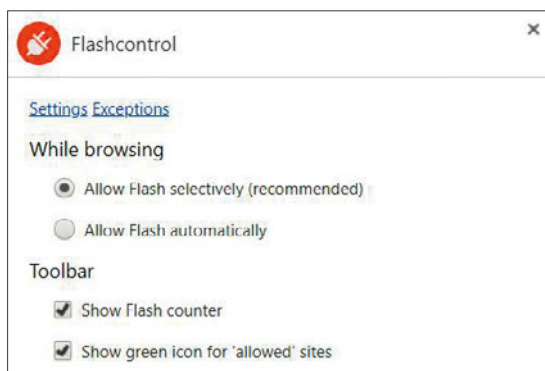 Flashcontrol
Settings Exceptions
While browsing
Allow Flash selectively (recommended)
Allow Flash automatically
Toolbar
Show Flash counter
Show green icon for 'allowed' sites